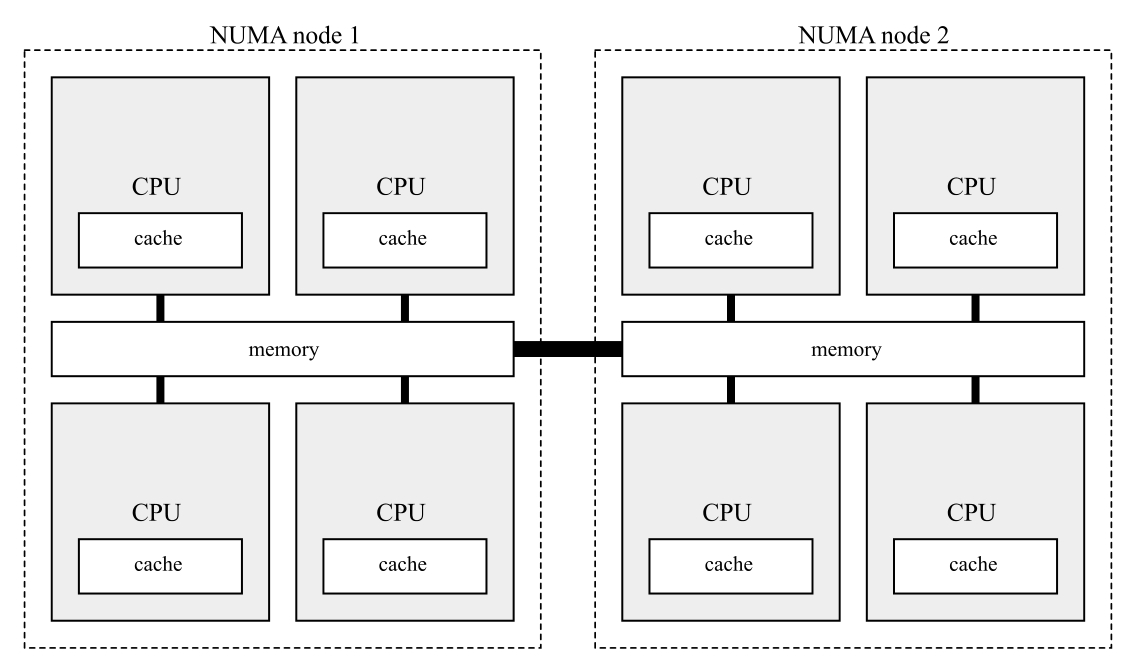 NUMA node 1
NUMA node 2
CPU
cache
CPU
cache
CPU
cache
CPU
cache
memory
memory
CPU
cache
CPU
cache
CPU
cache
CPU
cache